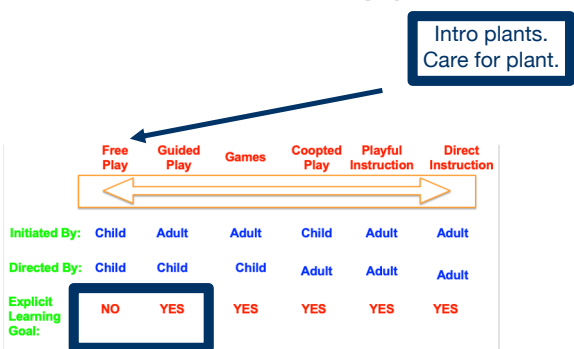 Intro plants.
Care for plant.
Free Play Guided Play Games Coopted Play Playful Instruction Direct Instruction
Initiated By: Child Adult Adult Child Adult Adult
Directed By: Child Child Child Adult Adult Adult
Explicit Learning Goal: NO YES YES YES YES YES